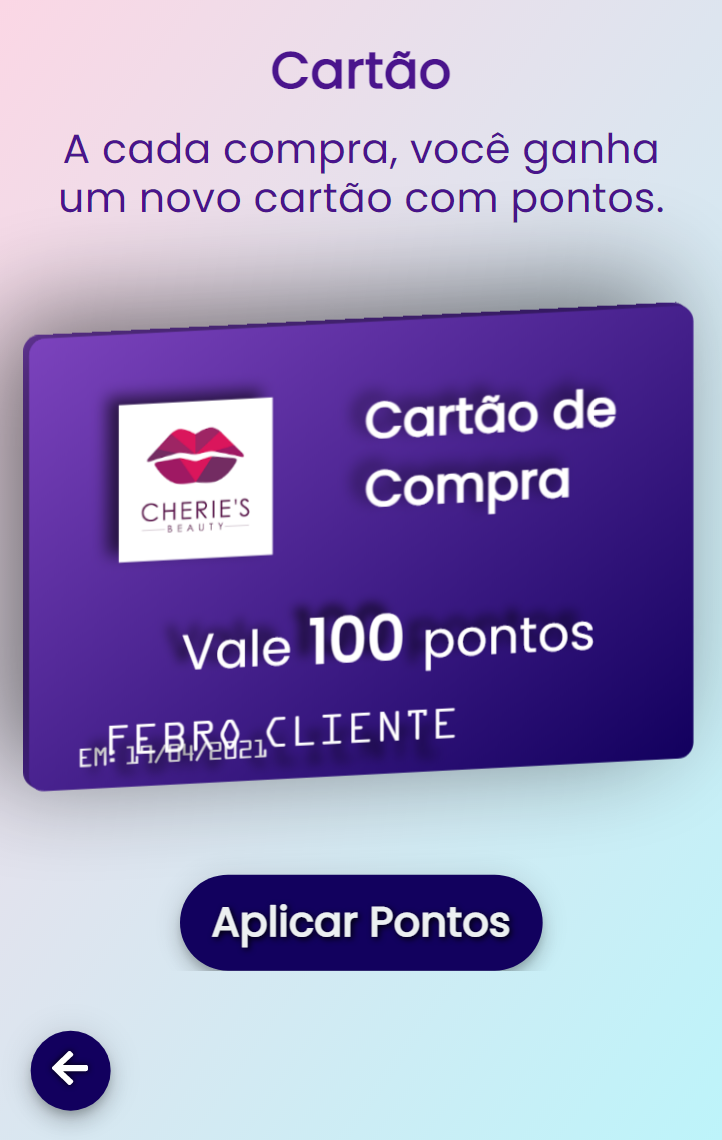 Cartão
A cada compra, você ganha
um novo cartão com pontos.
CHERIE'S
BEAUTY
Cartão de
Compra
Vale 100 pontos
FEBRO CLIENTE
EM: 17/04/2021
Aplicar Pontos